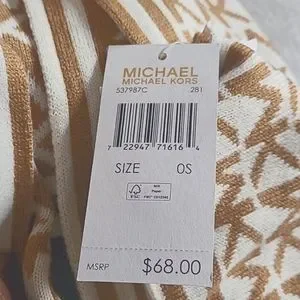 MICHAEL
MICHAEL KORS
537987C 281
7 22947 71616 4
SIZE OS
MIX
Paper
FSC
MSRP $68.00